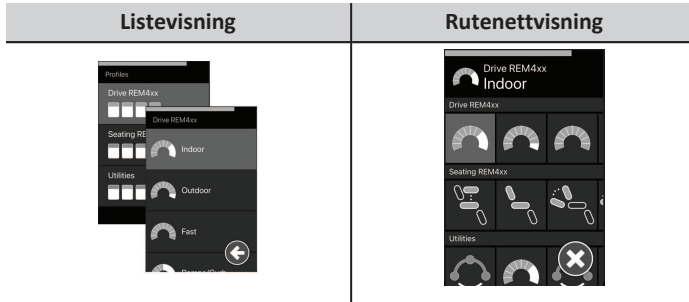 Listevisning
Rutenettvisning
Profiles
Drive REM4xx
Seating RE
Utilities
Drive REM4xx
Indoor
Outdoor
Fast
Drive REM4xx
Indoor
Drive REM4xx
Seating REM4xx
Utilities